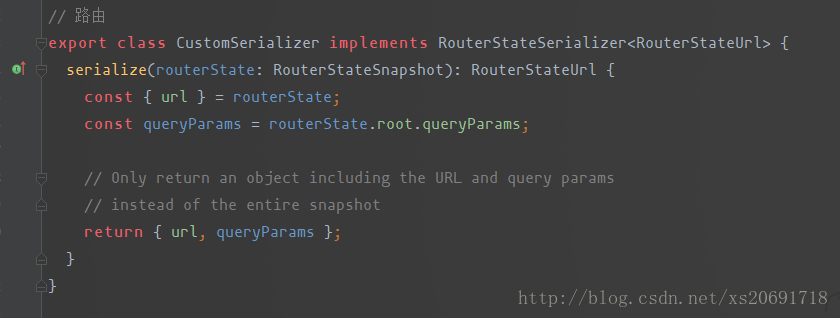 // 路由
export class CustomSerializer implements RouterStateSerializer<RouterStateUrl> {
serialize(routerState: RouterStateSnapshot): RouterStateUrl {
const { url } = routerState;
const queryParams = routerState.root.queryParams;
// Only return an object including the URL and query params
// instead of the entire snapshot
return { url, queryParams };
}
}
http://blog.csdn.net/xs20691718